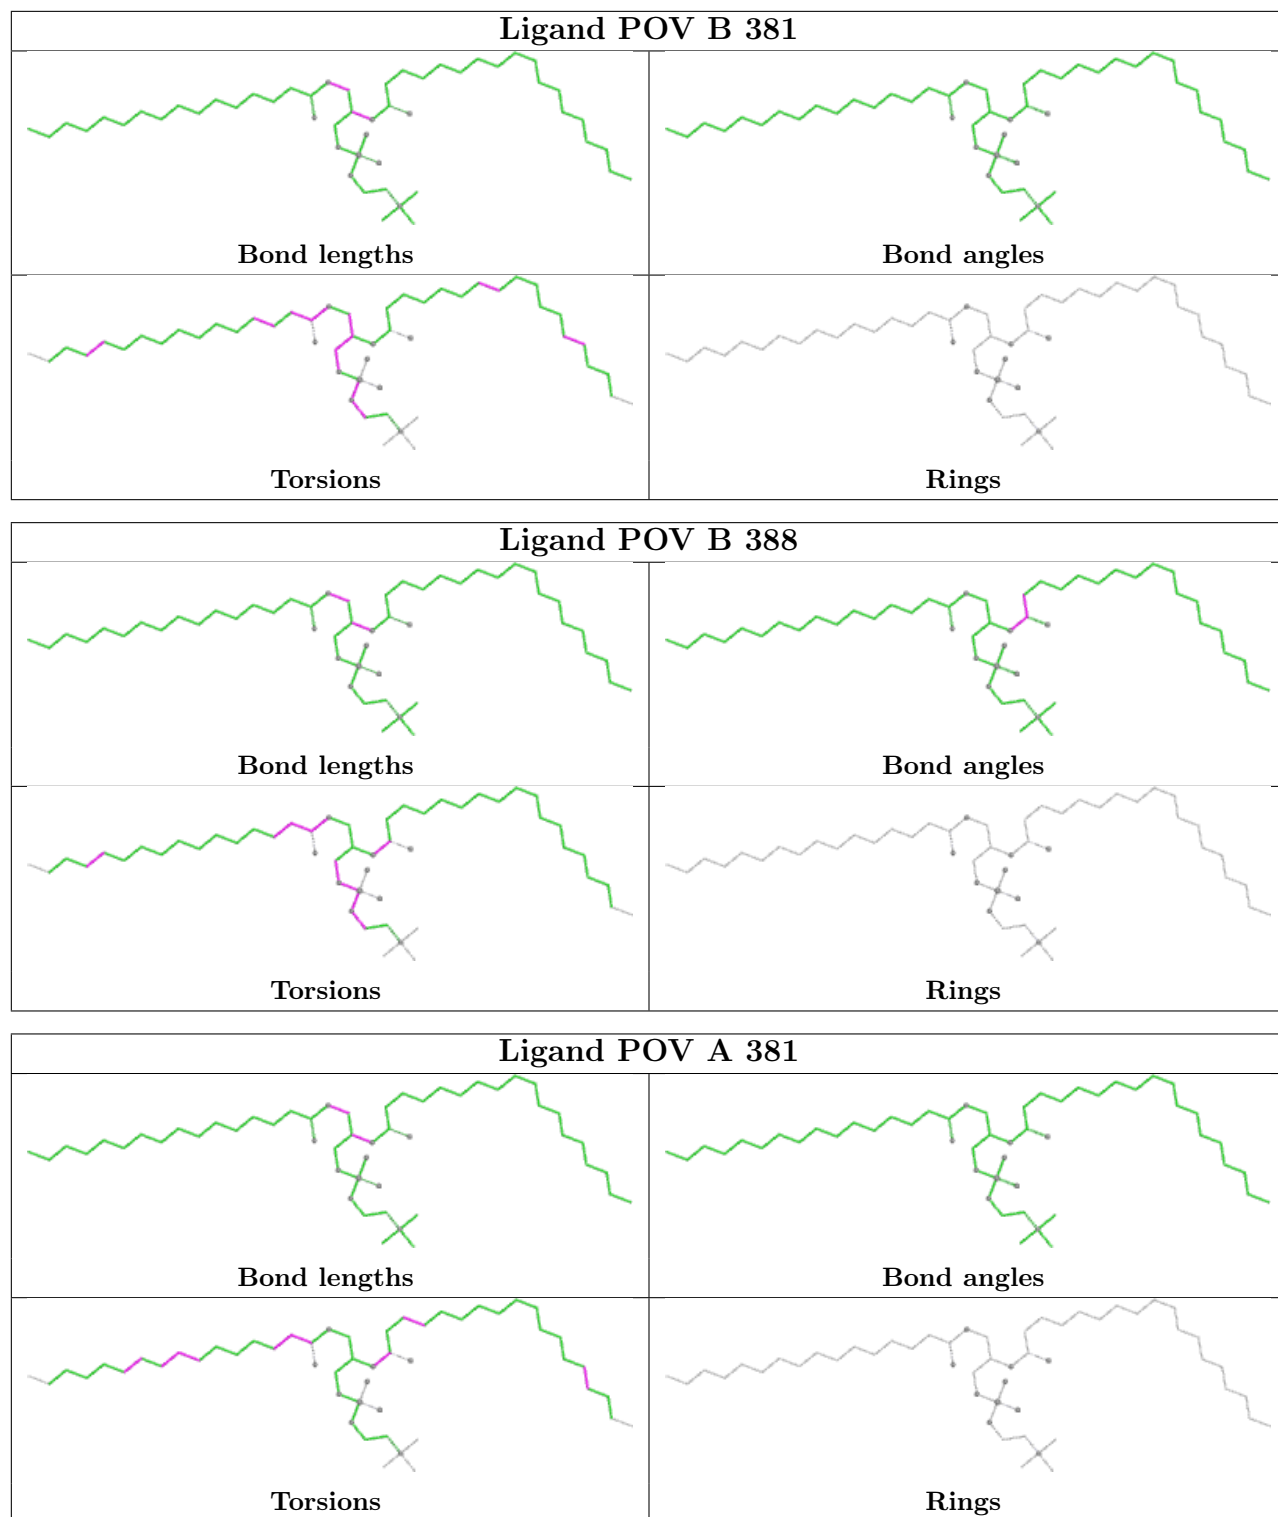 Ligand POV B 381
Bond lengths
Bond angles
Torsions
Rings
Ligand POV B 388
Bond lengths
Bond angles
Torsions
Rings
Ligand POV A 381
Bond lengths
Bond angles
Torsions
Rings